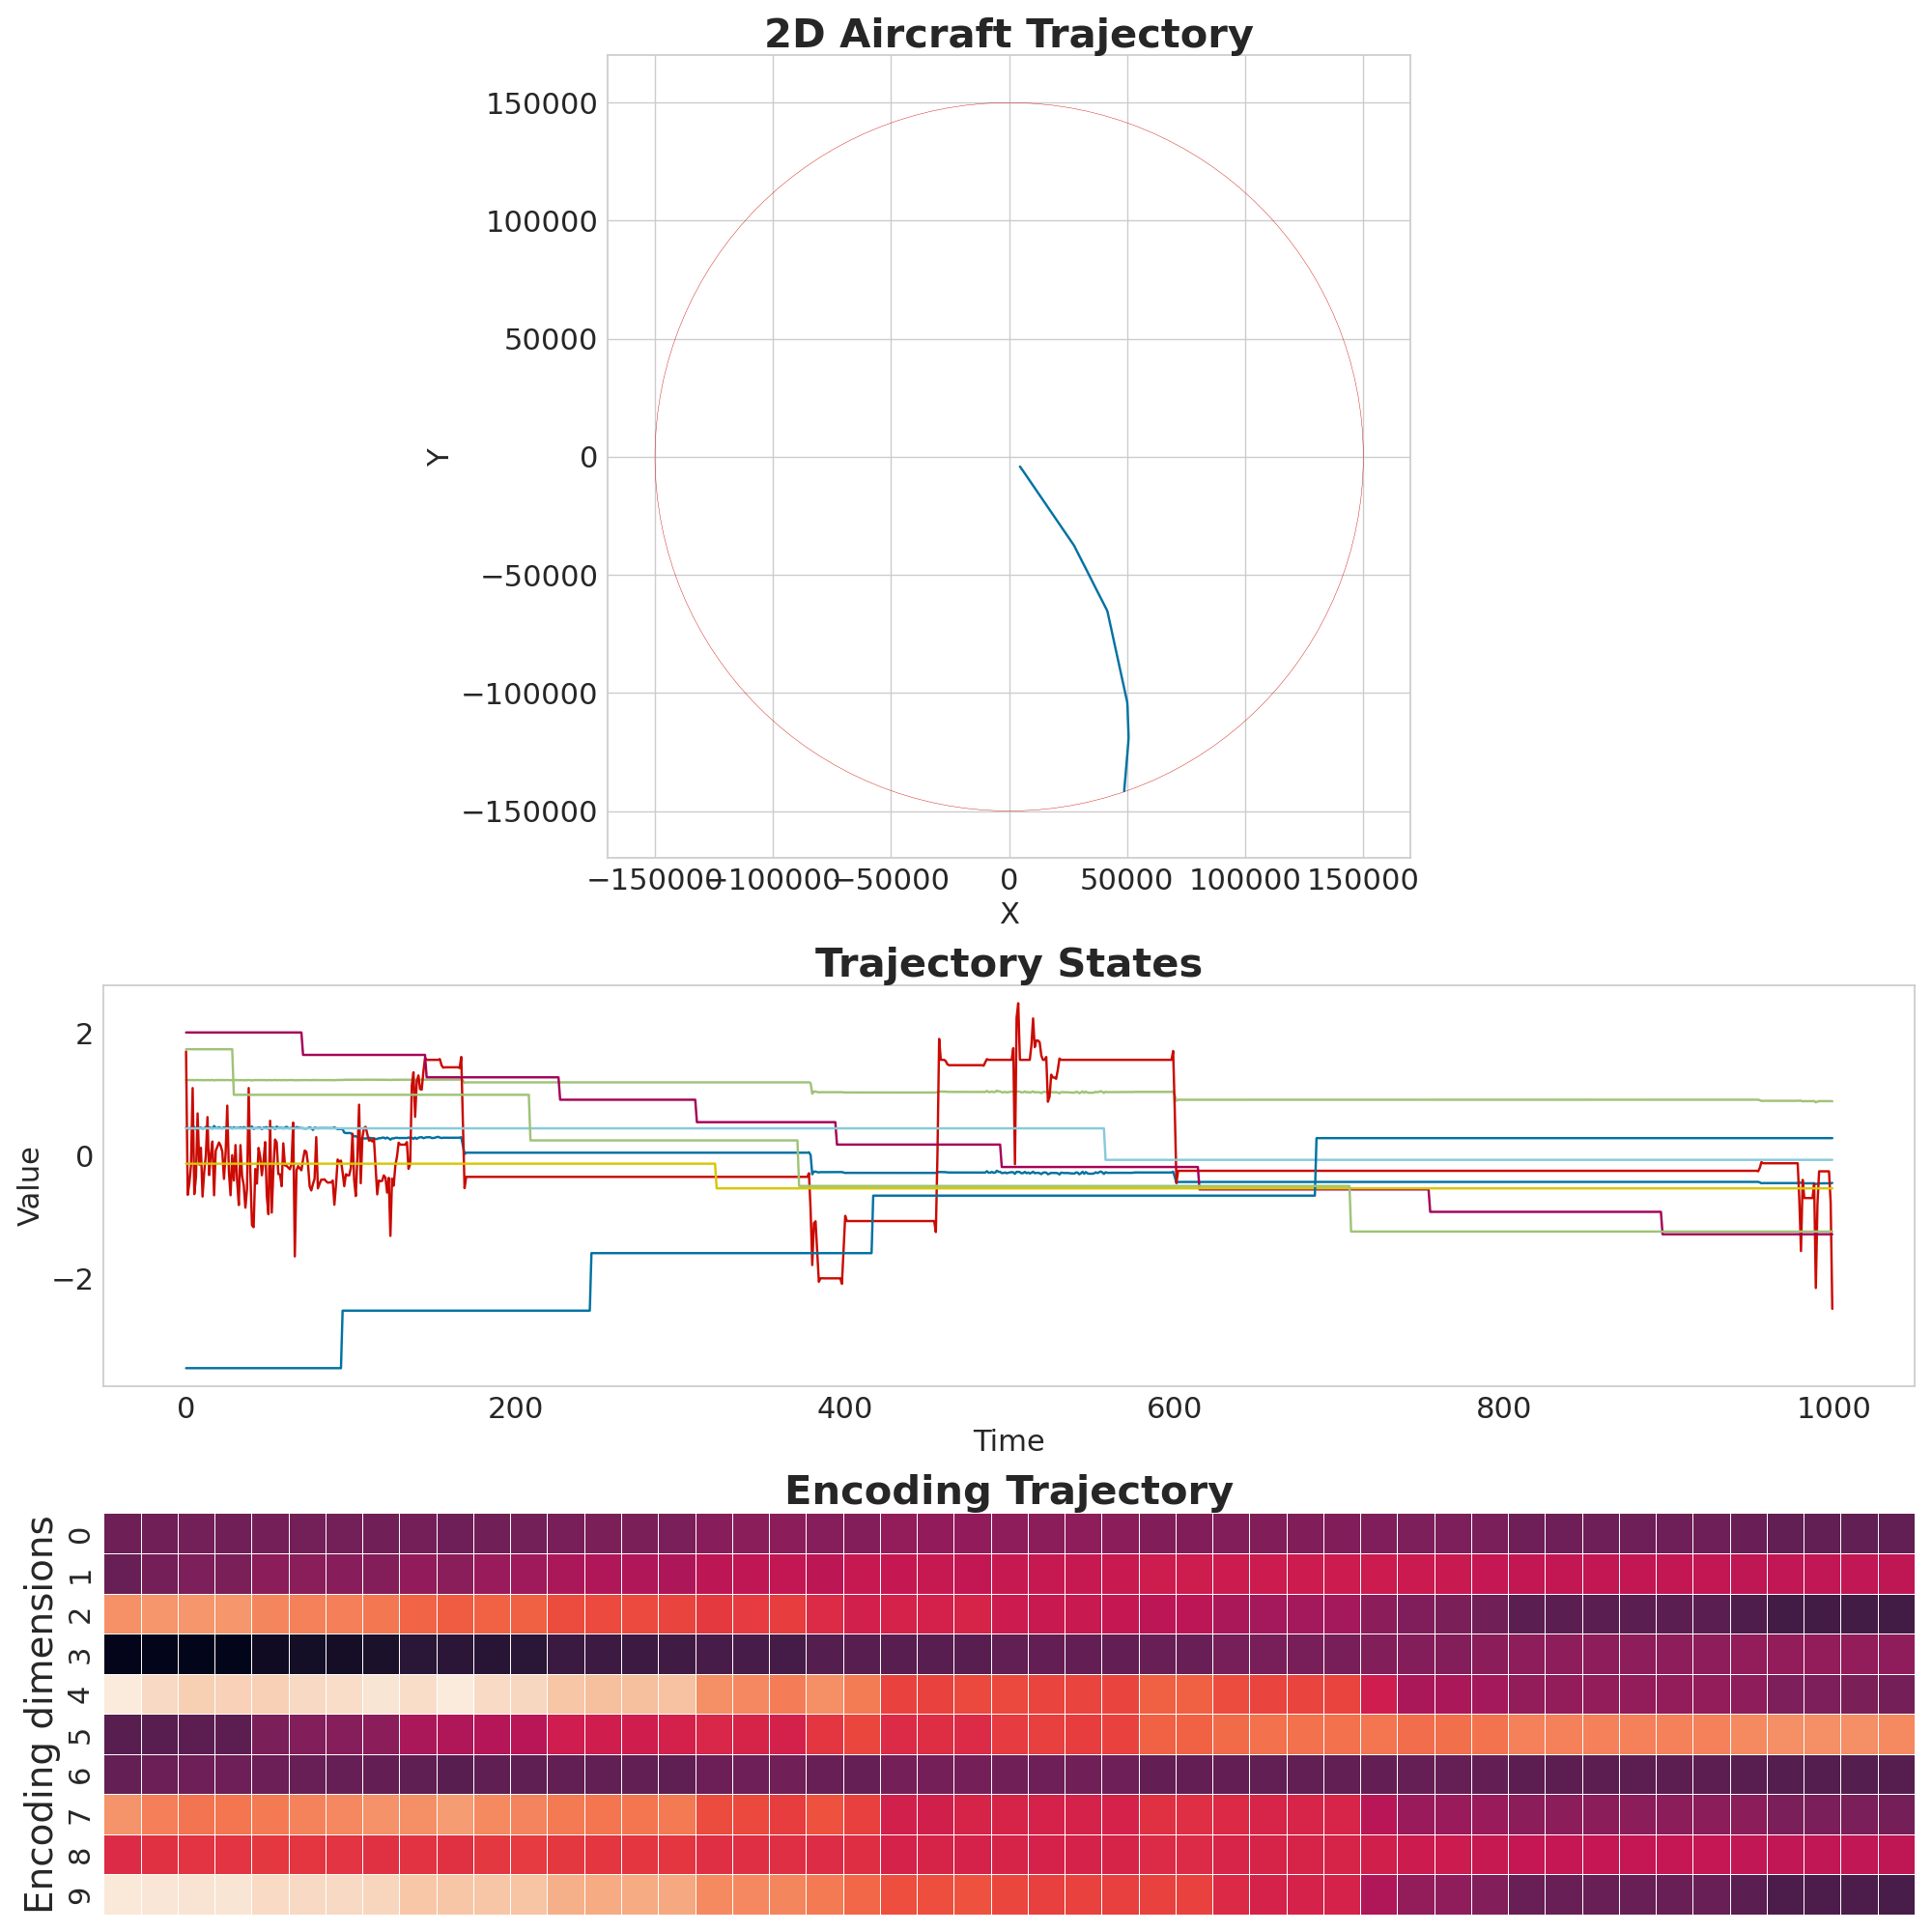 2D Aircraft Trajectory
150000
100000
50000
0
−50000
−100000
−150000
Y
−150000 −100000 −50000 0 50000 100000 150000
X
Trajectory States
2
0
−2
Value
0 200 400 600 800 1000
Time
Encoding Trajectory
Encoding dimensions
0
1
2
3
4
5
6
7
8
9